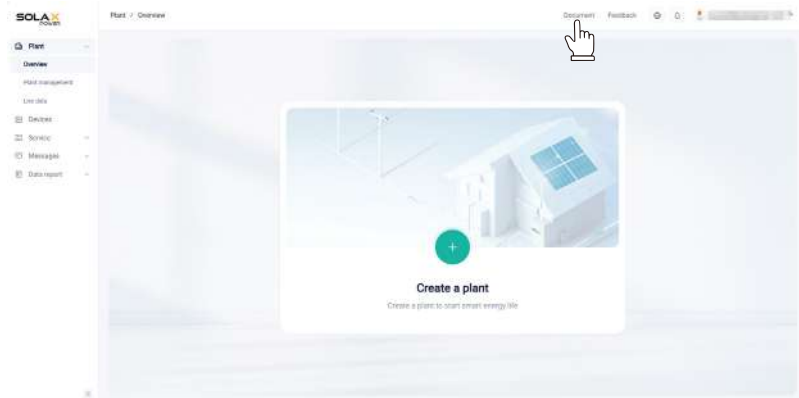 SOLAX
POWER
Plant / Overview
Document Feedback
Plant
Overview
Plant management
Live data
Devices
Service
Messages
Data report
Create a plant
Create a plant to start smart energy life